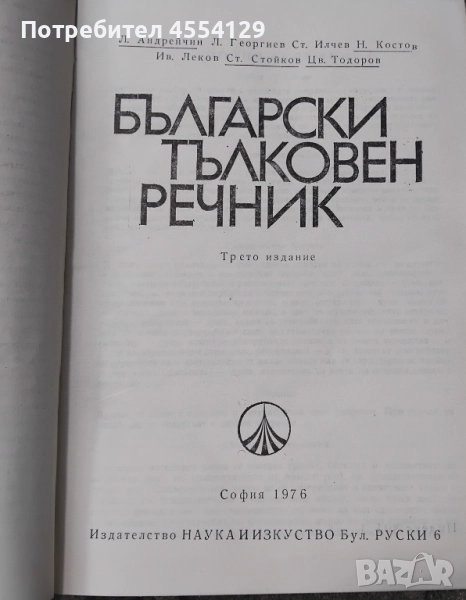 Потребител 4554129
Л. Андрейчин Л. Георгиев Ст. Илчев Н. Костов
Ив. Леков Ст. Стойков Цв. Тодоров
БЪЛГАРСКИ
ТЪЛКОВЕН
РЕЧНИК
Трето издание
София 1976
Издателство НАУКА И ИЗКУСТВО Бул. РУСКИ 6
BAZAR